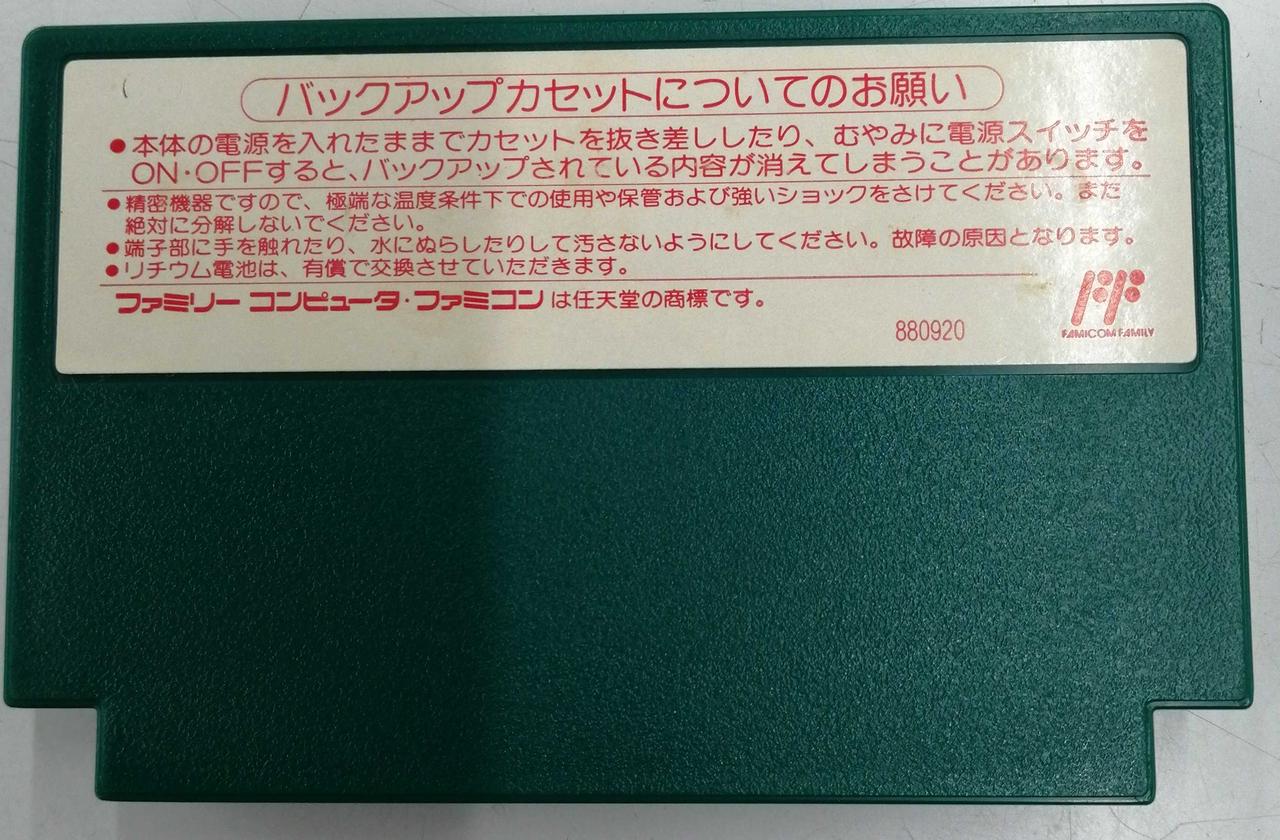 バックアップカセットについてのお願い
●本体の電源を入れたままでカセットを抜き差ししたり、むやみに電源スイッチを
ON·OFFすると、バックアップされている内容が消えてしまうことがあります。
●精密機器ですので、極端な温度条件下での使用や保管および強いショックをさけてください。また
絶対に分解しないでください。
●端子部に手を触れたり、水にぬらしたりして汚さないようにしてください。故障の原因となります。
●リチウム電池は、有償で交換させていただきます。
ファミリー コンピュータ·ファミコン は任天堂の商標です。
880920
FAMICOM FAMILY